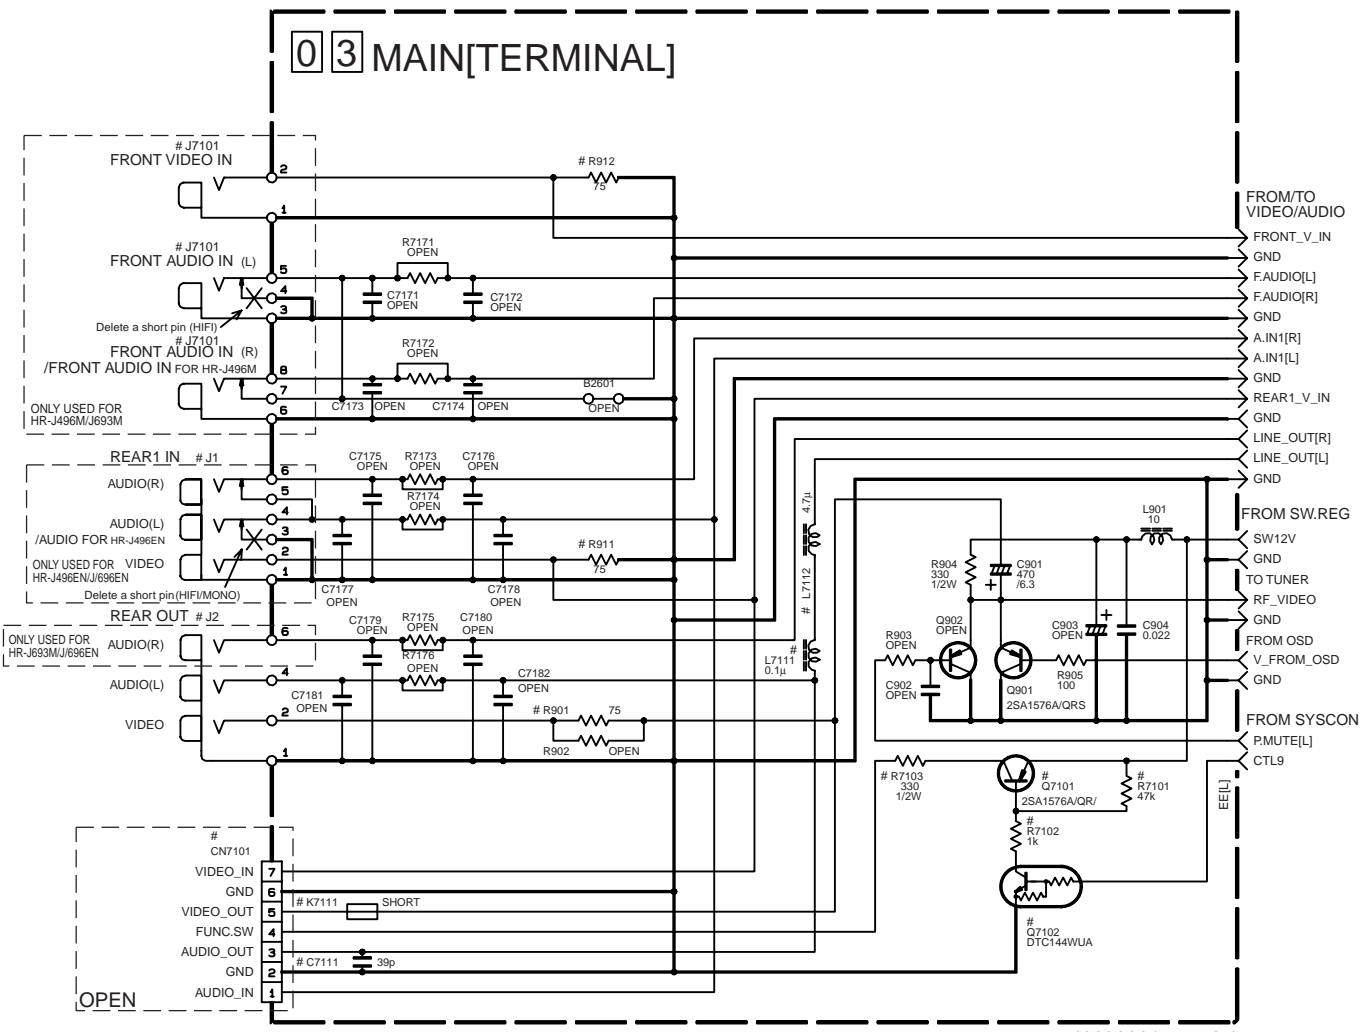 0 3 MAIN[TERMINAL]
# J7101
FRONT VIDEO IN
2
1
# R912
75
FROM/TO
VIDEO/AUDIO
FRONT_V_IN
GND
F.AUDIO[L]
F.AUDIO[R]
GND
A.IN1[R]
A.IN1[L]
GND
REAR1_V_IN
GND
LINE_OUT[R]
LINE_OUT[L]
GND
# J7101
FRONT AUDIO IN (L)
5
4
3
R7171
OPEN
C7171
OPEN
C7172
OPEN
Delete a short pin (HIFI)
# J7101
FRONT AUDIO IN (R)
/FRONT AUDIO IN FOR HR-J496M
8
7
6
R7172
OPEN
C7173 OPEN
C7174 OPEN
B2601
OPEN
ONLY USED FOR
HR-J496M/J693M
REAR1 IN # J1
AUDIO(R)
AUDIO(L)
/AUDIO FOR HR-J496EN
VIDEO
ONLY USED FOR
HR-J496EN/J/696EN
Delete a short pin(HIFI/MONO)
6
5
4
3
2
1
C7175
OPEN
R7173
OPEN
C7176
OPEN
R7174
OPEN
C7177
OPEN
C7178
OPEN
# R911
75
REAR OUT # J2
ONLY USED FOR
HR-J693M/J/696EN
AUDIO(R)
AUDIO(L)
VIDEO
6
4
2
1
C7179
OPEN
R7175
OPEN
C7180
OPEN
R7176
OPEN
C7181
OPEN
C7182
OPEN
# R901 75
R902 OPEN
# L7112 4.7µ
#
L7111
0.1µ
L901
10
FROM SW.REG
SW12V
GND
TO TUNER
RF_VIDEO
GND
FROM OSD
V_FROM_OSD
GND
FROM SYSCON
P.MUTE[L]
CTL9
R904
330
1/2W
C901
470
/6.3
+
Q902
OPEN
R903
OPEN
C902
OPEN
+
C903
OPEN
C904
0.022
Q901
2SA1576A/QRS
R905
100
# R7103
330
1/2W
#
Q7101
2SA1576A/QR/
#
R7101
47k
#
R7102
1k
EE[L]
#
Q7102
DTC144WUA
#
CN7101
VIDEO_IN 7
GND 6
VIDEO_OUT 5
FUNC.SW 4
AUDIO_OUT 3
GND 2
AUDIO_IN 1
# K7111 SHORT
# C7111 39p
OPEN